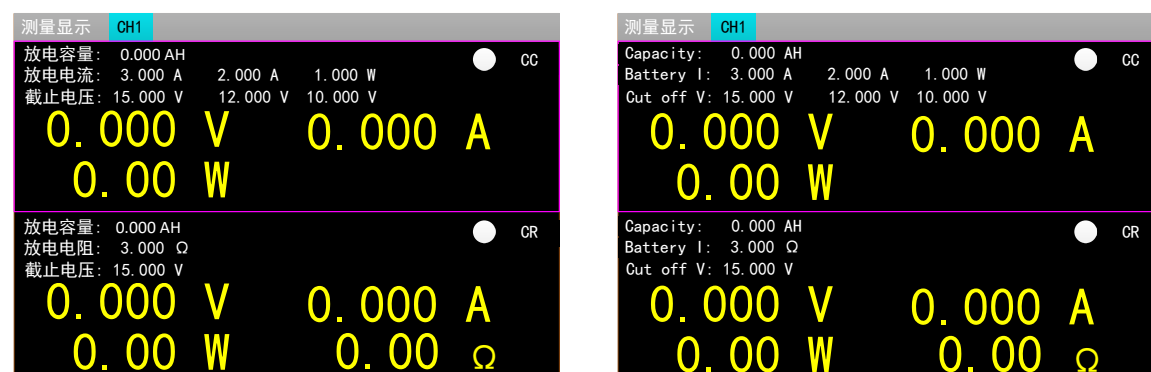 测量显示 CH1
放电容量: 0.000 AH CC
放电电流: 3.000 A 2.000 A 1.000 W
截止电压: 15.000 V 12.000 V 10.000 V
0.000 V 0.000 A
0.00 W
放电容量: 0.000 AH CR
放电电阻: 3.000 Ω
截止电压: 15.000 V
0.000 V 0.000 A
0.00 W 0.00 Ω
测量显示 CH1
Capacity: 0.000 AH CC
Battery I: 3.000 A 2.000 A 1.000 W
Cut off V: 15.000 V 12.000 V 10.000 V
0.000 V 0.000 A
0.00 W
Capacity: 0.000 AH CR
Battery I: 3.000 Ω
Cut off V: 15.000 V
0.000 V 0.000 A
0.00 W 0.00 Ω